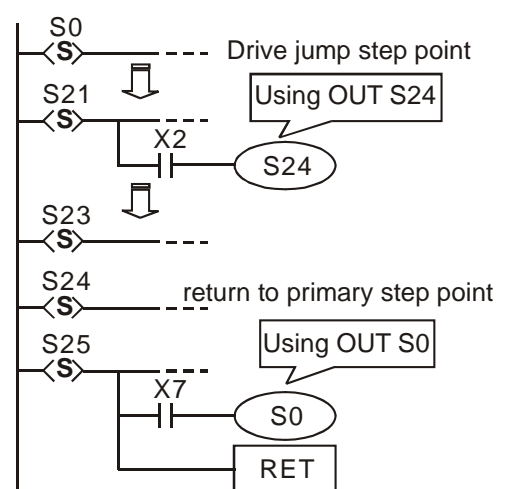 S0
S
Drive jump step point
S21
S
Using OUT S24
X2
S24
S23
S
S24
S
return to primary step point
S25
S
Using OUT S0
X7
S0
RET